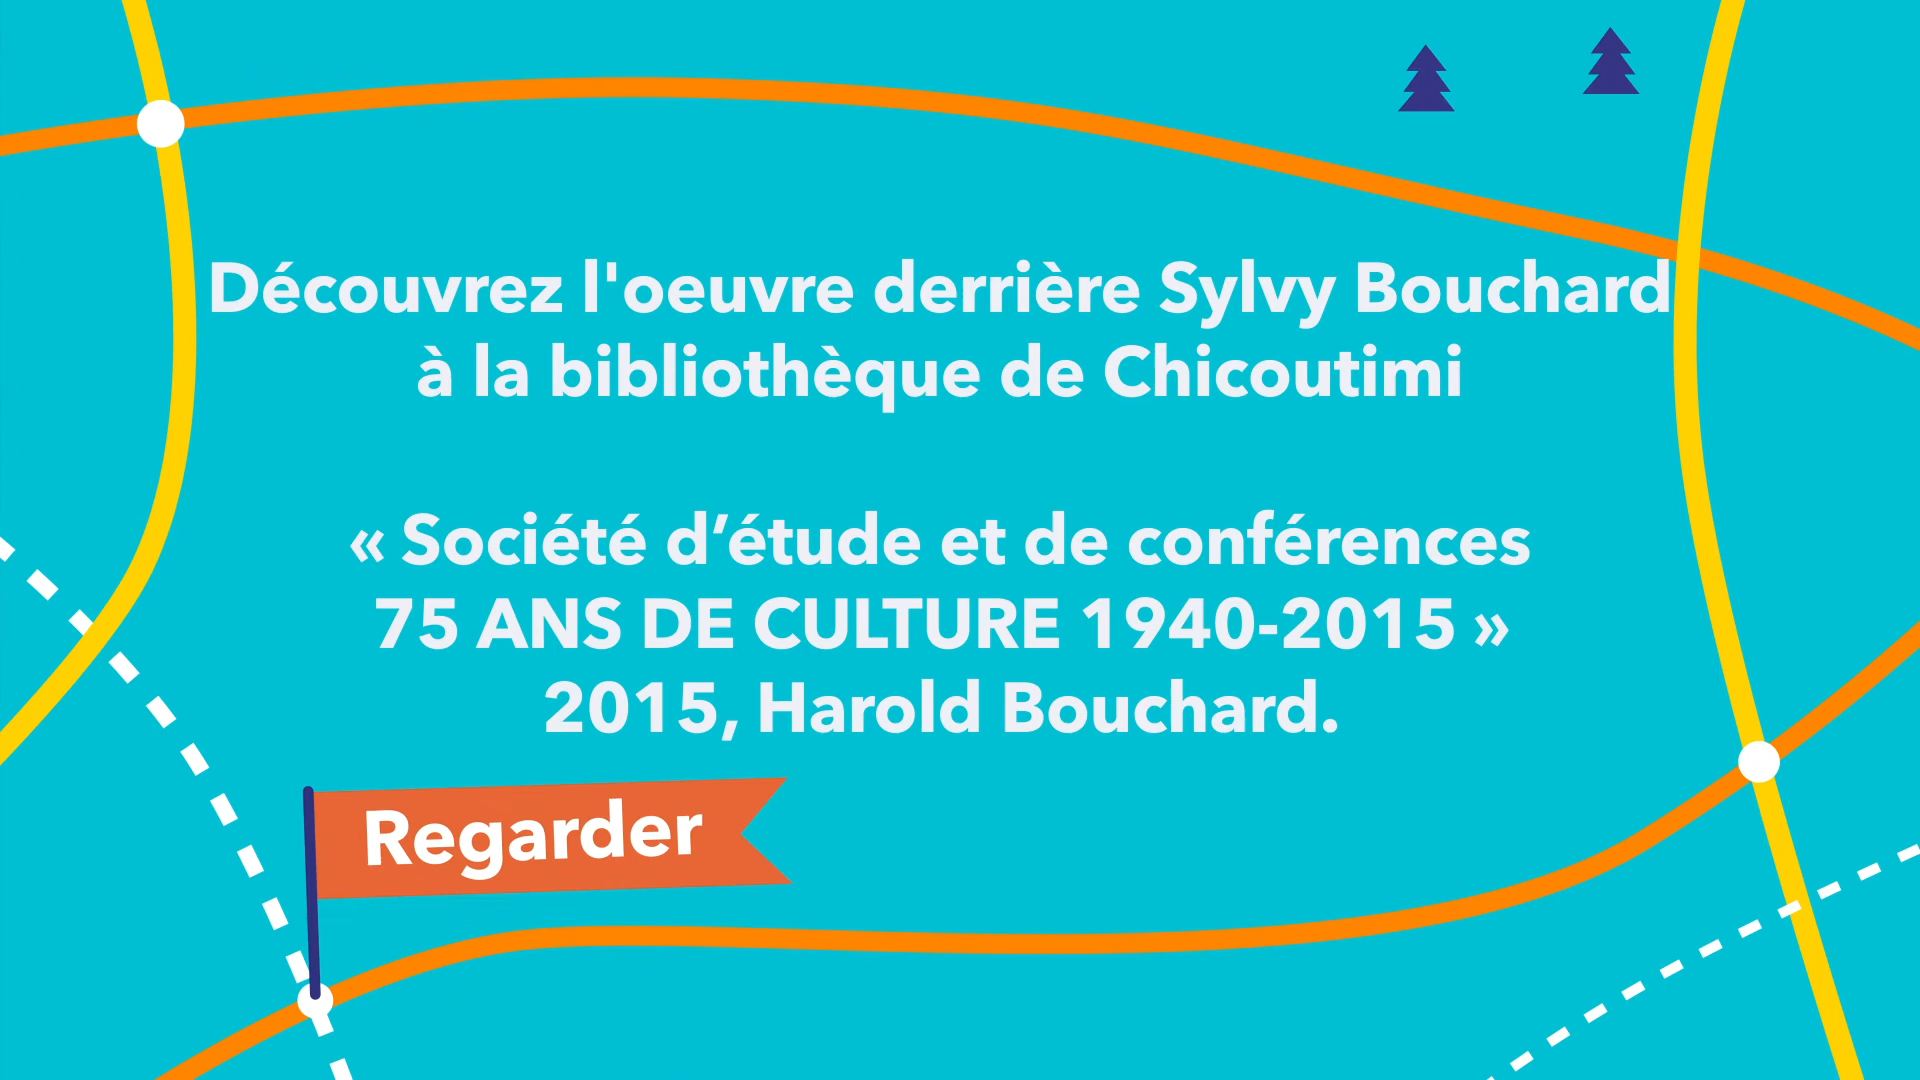 Découvrez l'oeuvre derrière Sylvy Bouchard
à la bibliothèque de Chicoutimi
« Société d’étude et de conférences
75 ANS DE CULTURE 1940-2015 »
2015, Harold Bouchard.
Regarder